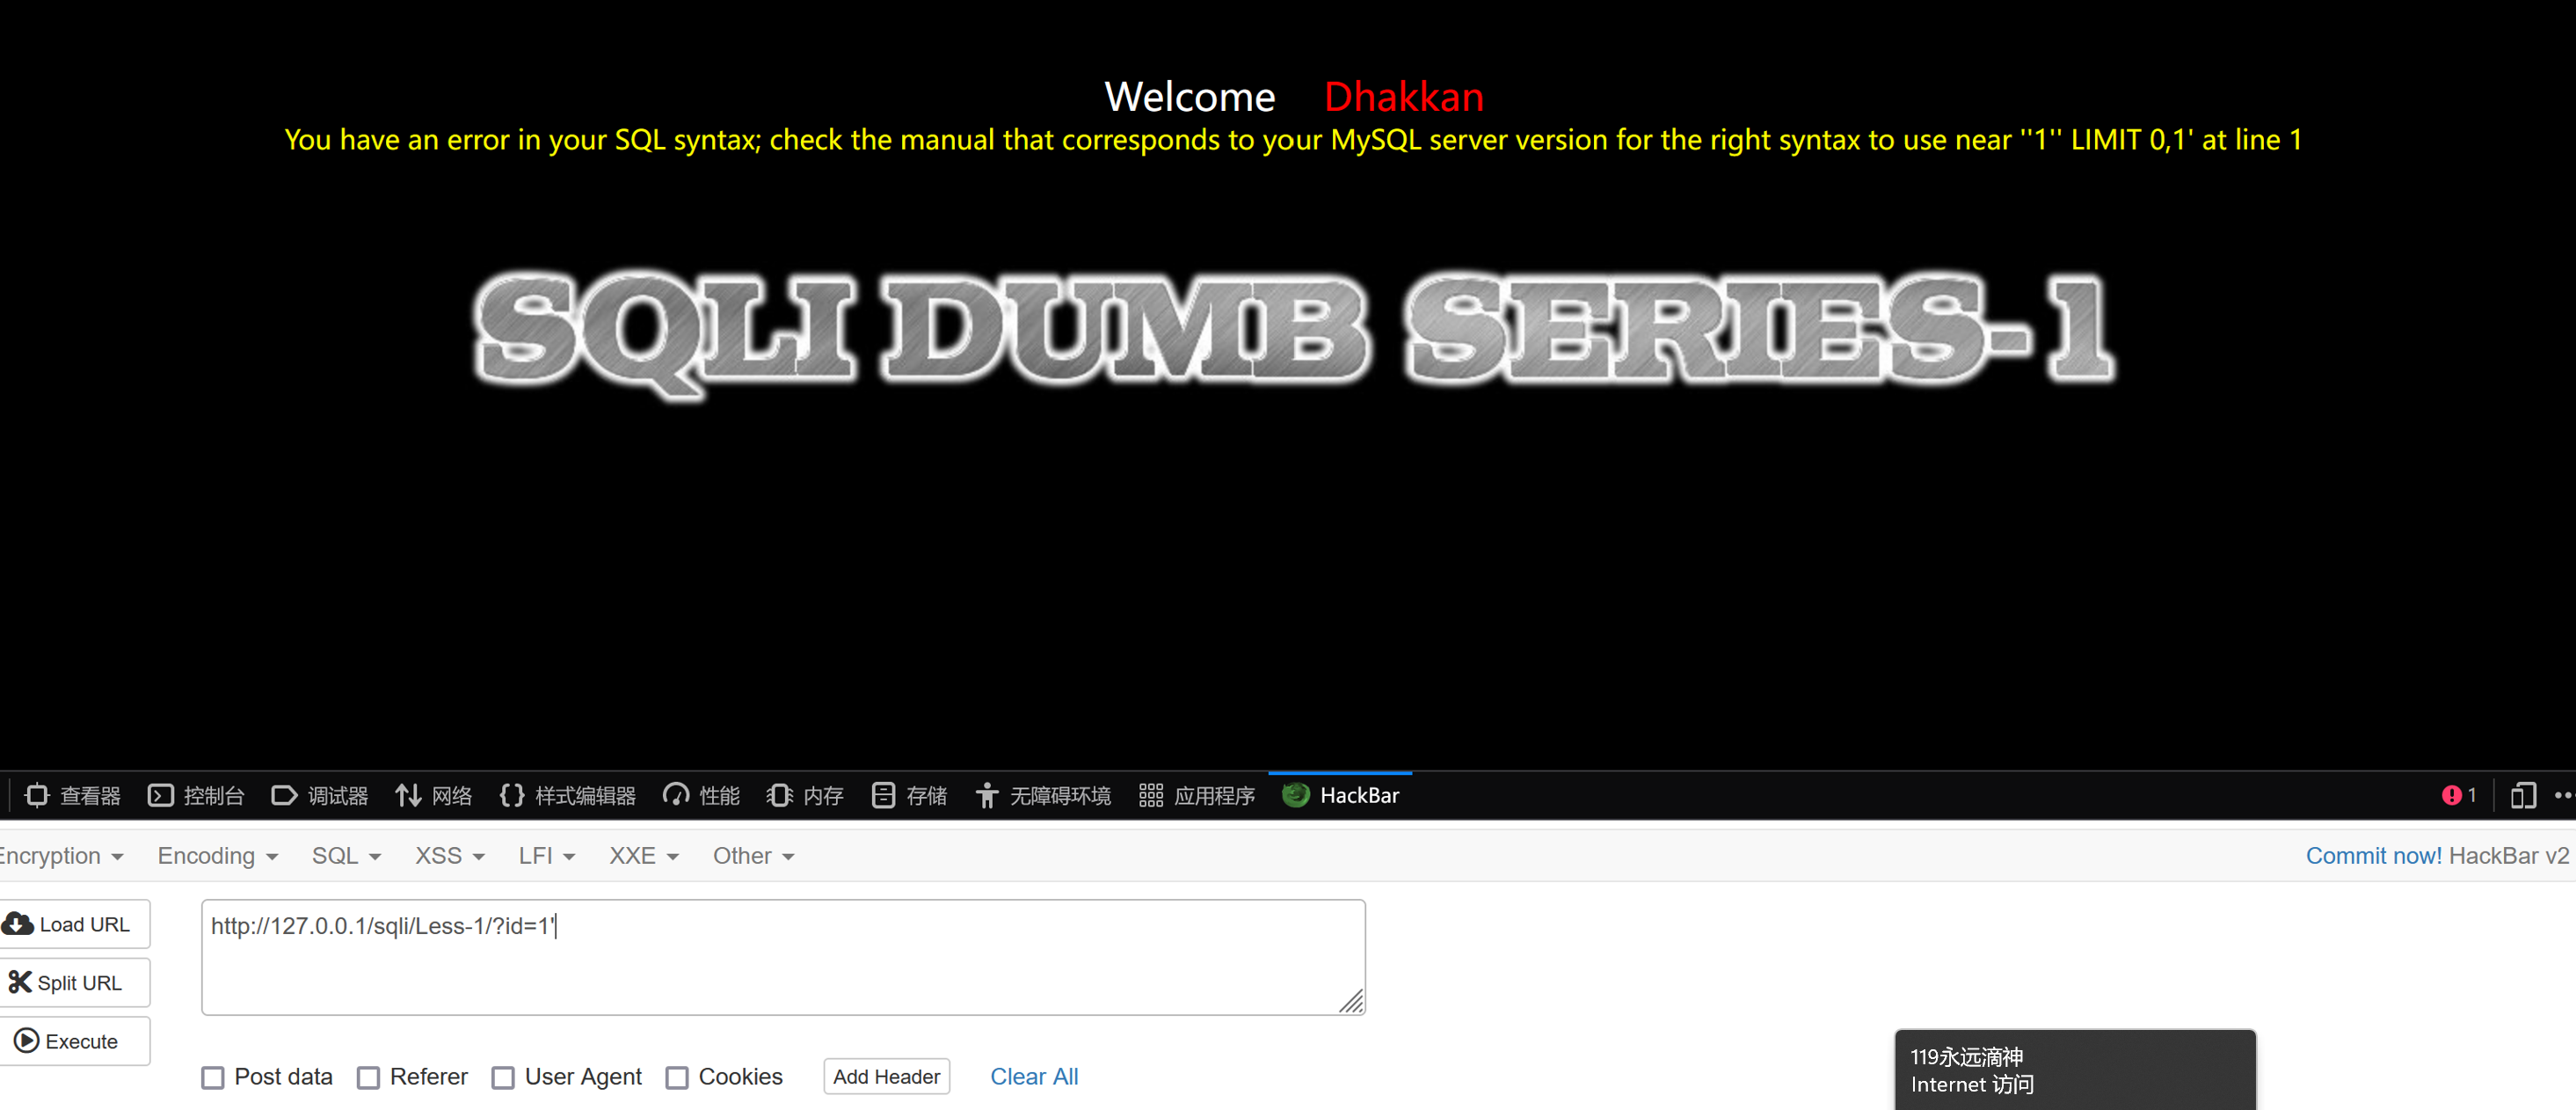 Welcome Dhakkan
You have an error in your SQL syntax; check the manual that corresponds to your MySQL server version for the right syntax to use near ''1'' LIMIT 0,1' at line 1
SQLI DUMB SERIES-1
查看器 控制台 调试器 网络 样式编辑器 性能 内存 存储 无障碍环境 应用程序 HackBar 1
Encryption Encoding SQL XSS LFI XXE Other Commit now! HackBar v2
Load URL
http://127.0.0.1/sqli/Less-1/?id=1'
Split URL
Execute
Post data Referer User Agent Cookies Add Header Clear All
119永远滴神
Internet 访问